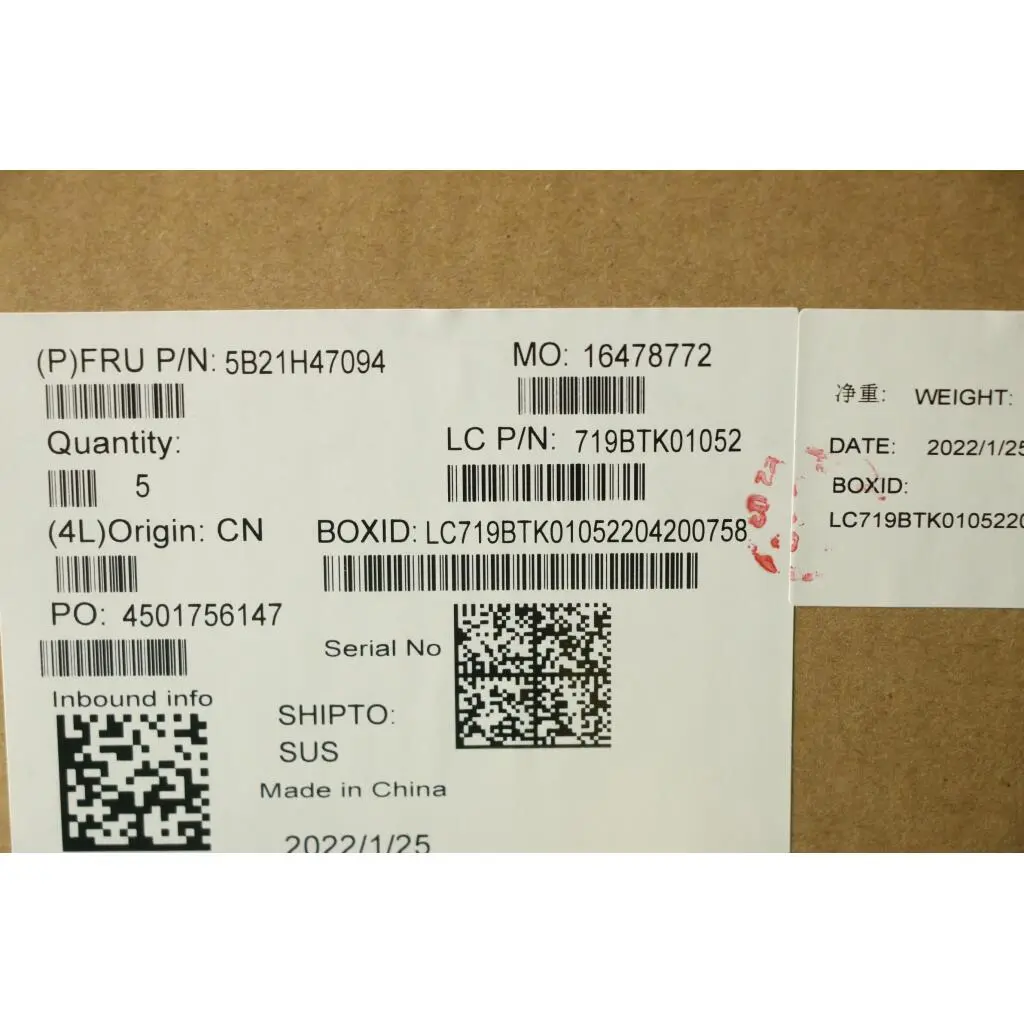 (P)FRU P/N: 5B21H47094
MO: 16478772
Quantity:
5
LC P/N: 719BTK01052
(4L)Origin: CN
BOXID: LC719BTK01052204200758
PO: 4501756147
Serial No
Inbound info
SHIPTO:
SUS
Made in China
2022/1/25
净重: WEIGHT:
DATE: 2022/1/25
BOXID:
LC719BTK0105220